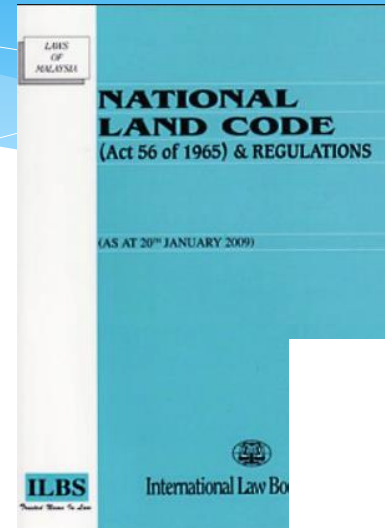 LAWS
OF
MALAYSIA
NATIONAL
LAND CODE
(Act 56 of 1965) & REGULATIONS
(AS AT 20TH JANUARY 2009)
ILBS
Trusted Name In Law
International Law Bo